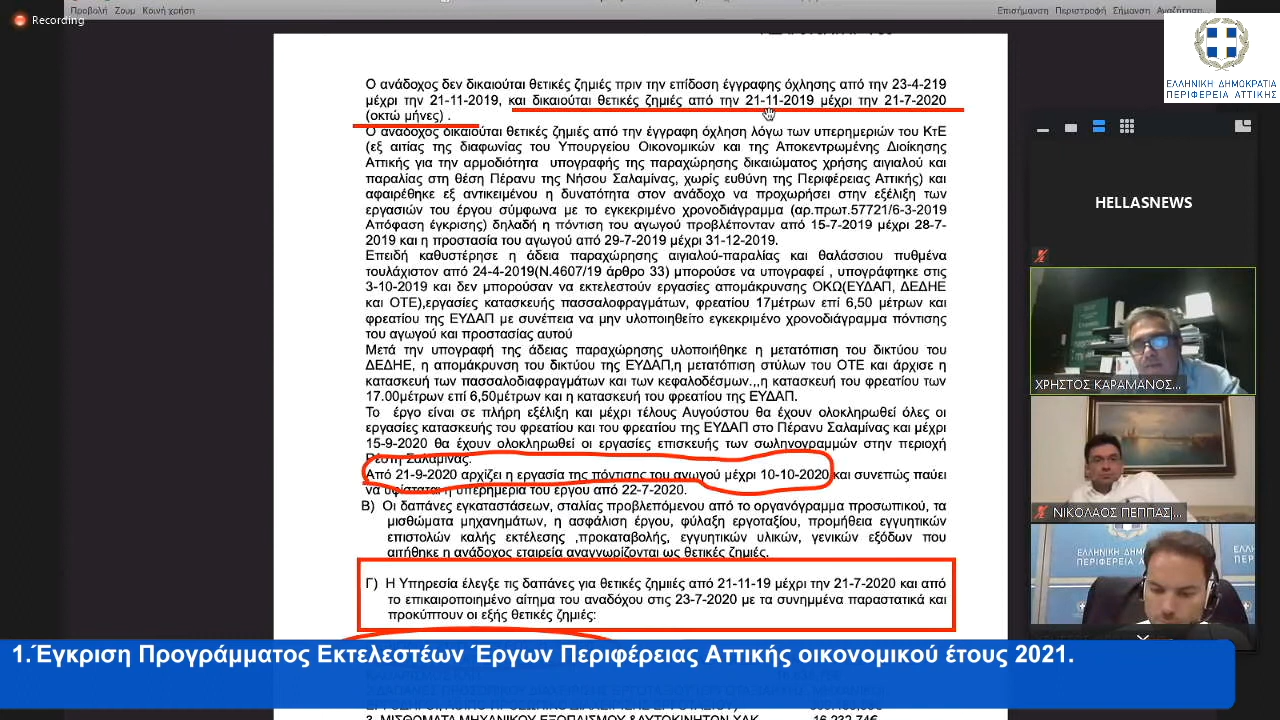 Προβολή Ζουμ Κοινή χρήση
Επισήμανση Περιστροφή Σήμανση Αναζήτηση
Recording
ΕΛΛΗΝΙΚΗ ΔΗΜΟΚΡΑΤΙΑ
ΠΕΡΙΦΕΡΕΙΑ ΑΤΤΙΚΗΣ
Ο ανάδοχος δεν δικαιούται θετικές ζημιές πριν την επίδοση έγγραφης όχλησης από την 23-4-219
μέχρι την 21-11-2019, και δικαιούται θετικές ζημιές από την 21-11-2019 μέχρι την 21-7-2020
(οκτώ μήνες) .
Ο ανάδοχος δικαιούται θετικές ζημιές από την έγγραφη όχληση λόγω των υπερημεριών του ΚτΕ
(εξ αιτίας της διαφωνίας του Υπουργείου Οικονομικών και της Αποκεντρωμένης Διοίκησης
Αττικής για την αρμοδιότητα υπογραφής της παραχώρησης δικαιώματος χρήσης αιγιαλού και
παραλίας στη θέση Πέρανυ της Νήσου Σαλαμίνας, χωρίς ευθύνη της Περιφέρειας Αττικής) και
αφαιρέθηκε εξ αντικειμένου η δυνατότητα στον ανάδοχο να προχωρήσει στην εξέλιξη των
εργασιών του έργου σύμφωνα με το εγκεκριμένο χρονοδιάγραμμα (αρ.πρωτ.57721/6-3-2019
Απόφαση έγκρισης) δηλαδή η πόντιση του αγωγού προβλέπονταν από 15-7-2019 μέχρι 28-7-
2019 και η προστασία του αγωγού από 29-7-2019 μέχρι 31-12-2019.
Επειδή καθυστέρησε η άδεια παραχώρησης αιγιαλού-παραλίας και θαλάσσιου πυθμένα
τουλάχιστον από 24-4-2019(Ν.4607/19 άρθρο 33) μπορούσε να υπογραφεί , υπογράφτηκε στις
3-10-2019 και δεν μπορούσαν να εκτελεστούν εργασίες απομάκρυνσης ΟΚΩ(ΕΥΔΑΠ, ΔΕΔΗΕ
και ΟΤΕ),εργασίες κατασκευής πασσαλοφραγμάτων, φρεατίου 17μέτρων επί 6,50 μέτρων και
φρεατίου της ΕΥΔΑΠ με συνέπεια να μην υλοποιηθείτο εγκεκριμένο χρονοδιάγραμμα πόντισης
του αγωγού και προστασίας αυτού
Μετά την υπογραφή της άδειας παραχώρησης υλοποιήθηκε η μετατόπιση του δικτύου του
ΔΕΔΗΕ, η απομάκρυνση του δικτύου της ΕΥΔΑΠ,η μετατόπιση στύλων του ΟΤΕ και άρχισε η
κατασκευή των πασσαλοδιαφραγμάτων και των κεφαλοδέσμων.,,η κατασκευή του φρεατίου των
17.00μέτρων επί 6,50μέτρων και η κατασκευή του φρεατίου της ΕΥΔΑΠ.
Το έργο είναι σε πλήρη εξέλιξη και μέχρι τέλους Αυγούστου θα έχουν ολοκληρωθεί όλες οι
εργασίες κατασκευής του φρεατίου και του φρεατίου της ΕΥΔΑΠ στο Πέρανυ Σαλαμίνας και μέχρι
15-9-2020 θα έχουν ολοκληρωθεί οι εργασίες επισκευής των σωληνογραμμών στην περιοχή
Ρέστη Σαλαμίνας.
Από 21-9-2020 αρχίζει η εργασία της πόντισης του αγωγού μέχρι 10-10-2020 και συνεπώς παύει
να υφίσταται η υπερημερία του έργου από 22-7-2020.
Β) Οι δαπάνες εγκαταστάσεων, σταλίας προβλεπόμενου από το οργανόγραμμα προσωπικού, τα
μισθώματα μηχανημάτων, η ασφάλιση έργου, φύλαξη εργοταξίου, προμήθεια εγγυητικών
επιστολών καλής εκτέλεσης ,προκαταβολής, εγγυητικών υλικών, γενικών εξόδων που
αιτήθηκε η ανάδοχος εταιρεία αναγνωρίζονται ως θετικές ζημιές.
Γ) Η Υπηρεσία έλεγξε τις δαπάνες για θετικές ζημιές από 21-11-19 μέχρι την 21-7-2020 και από
το επικαιροποιημένο αίτημα του αναδόχου στις 23-7-2020 με τα συνημμένα παραστατικά και
προκύπτουν οι εξής θετικές ζημιές:
HELLASNEWS
ΧΡΗΣΤΟΣ ΚΑΡΑΜΑΝΟΣ...
ΝΙΚΟΛΑΟΣ ΠΕΠΠΑΣ|...
ΕΛΛΗΝΙΚΗ ΔΗΜ
ΠΕΡΙΦΕΡΕΙΑ Α
1.Έγκριση Προγράμματος Εκτελεστέων Έργων Περιφέρειας Αττικής οικονομικού έτους 2021.
3. ΜΙΣΘΩΜΑΤΑ ΜΗΧΑΝΙΚΟΥ ΕΞΟΠΛΙΣΜΟΥ 16.232,74€